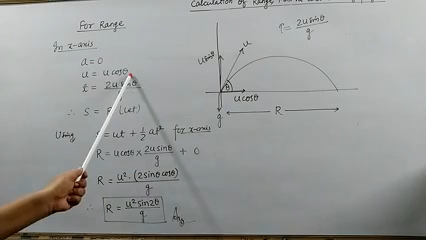 Calculation of Range
For Range
In x-axis
a = 0
u = u cosθ
t = 2u sinθ
∴ S = R (let)
Using S = ut + 1/2 at² for x-axis
R = u cosθ × 2u sinθ/g + 0
R = u² · (2 sinθ cosθ)/g
∴ R = u² sin2θ/g
T = 2u sinθ/g
u sinθ
u
θ
u cosθ
g
R